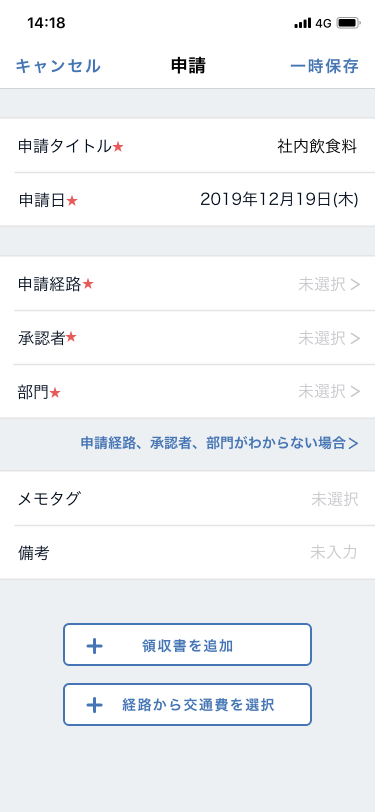 14:18 4G
キャンセル 申請 一時保存
申請タイトル★ 社内飲食料
申請日★ 2019年12月19日(木)
申請経路★ 未選択 >
承認者★ 未選択 >
部門★ 未選択 >
申請経路、承認者、部門がわからない場合>
メモタグ 未選択
備考 未入力
+ 領収書を追加
+ 経路から交通費を選択